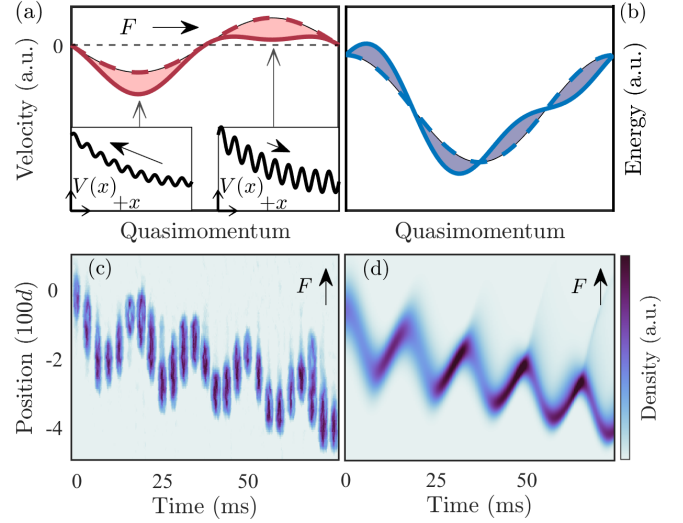 (a)
F
(b)
0
Velocity (a.u.)
Energy (a.u.)
V(x)
+x
V(x)
+x
Quasimomentum
Quasimomentum
(c)
F
(d)
F
0
-2
-4
Position (100d)
Density (a.u.)
0
25
50
0
25
50
Time (ms)
Time (ms)